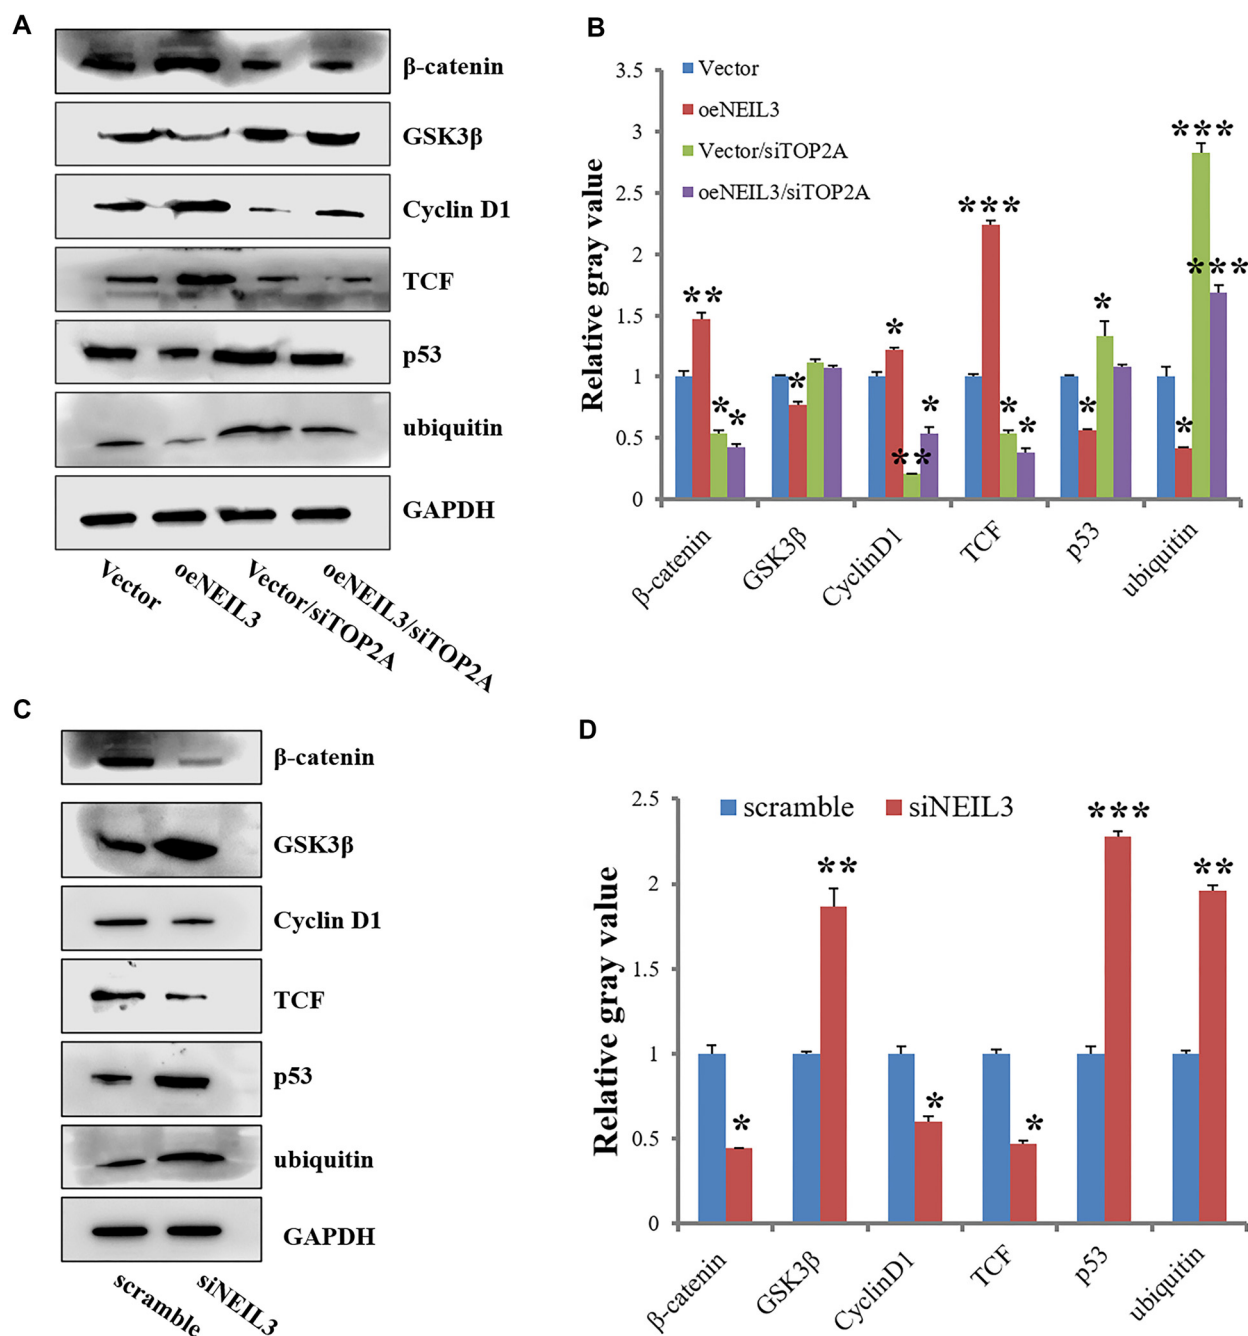 A
β-catenin
GSK3β
Cyclin D1
TCF
p53
ubiquitin
GAPDH
Vector
oeNEIL3
Vector/siTOP2A
oeNEIL3/siTOP2A
B
Relative gray value
3.5
3
2.5
2
1.5
1
0.5
0
Vector
oeNEIL3
Vector/siTOP2A
oeNEIL3/siTOP2A
**
*
*
*
*
**
*
***
*
*
*
*
*
***
***
β-catenin
GSK3β
CyclinD1
TCF
p53
ubiquitin
C
β-catenin
GSK3β
Cyclin D1
TCF
p53
ubiquitin
GAPDH
scramble
siNEIL3
D
Relative gray value
2.5
2
1.5
1
0.5
0
scramble
siNEIL3
*
**
*
*
***
**
β-catenin
GSK3β
CyclinD1
TCF
p53
ubiquitin